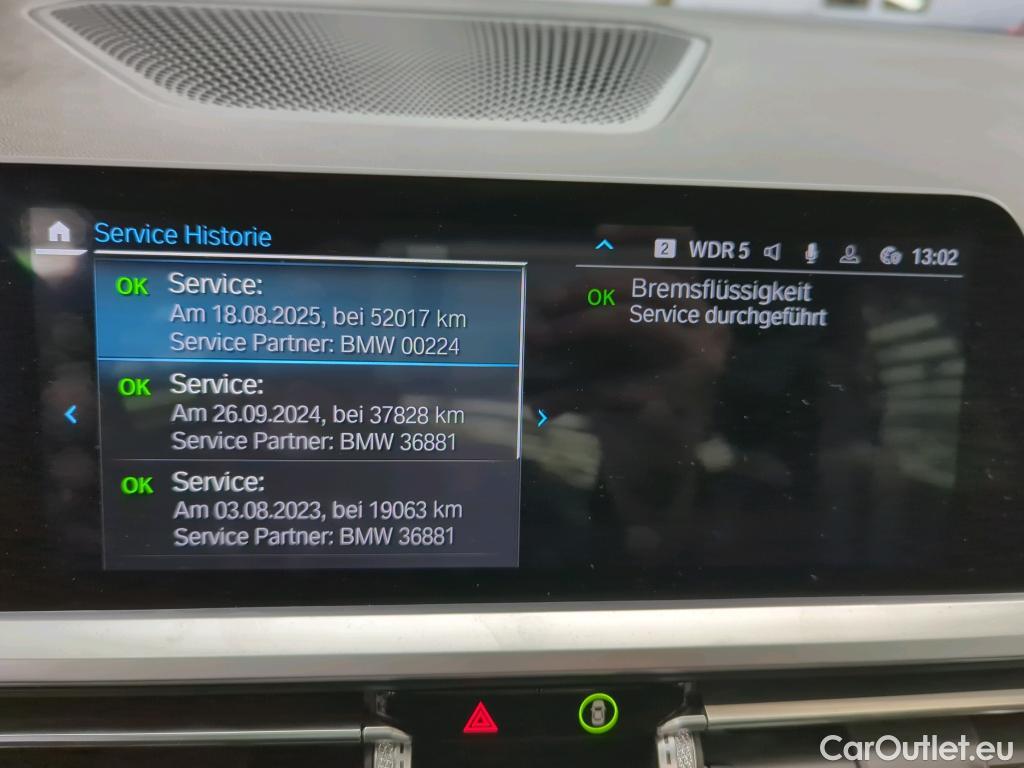 Service Historie
2 WDR 5 13:02
OK Service:
Am 18.08.2025, bei 52017 km
Service Partner: BMW 00224
OK Service:
Am 26.09.2024, bei 37828 km
Service Partner: BMW 36881
OK Service:
Am 03.08.2023, bei 19063 km
Service Partner: BMW 36881
OK Bremsflüssigkeit
Service durchgeführt
CarOutlet.eu